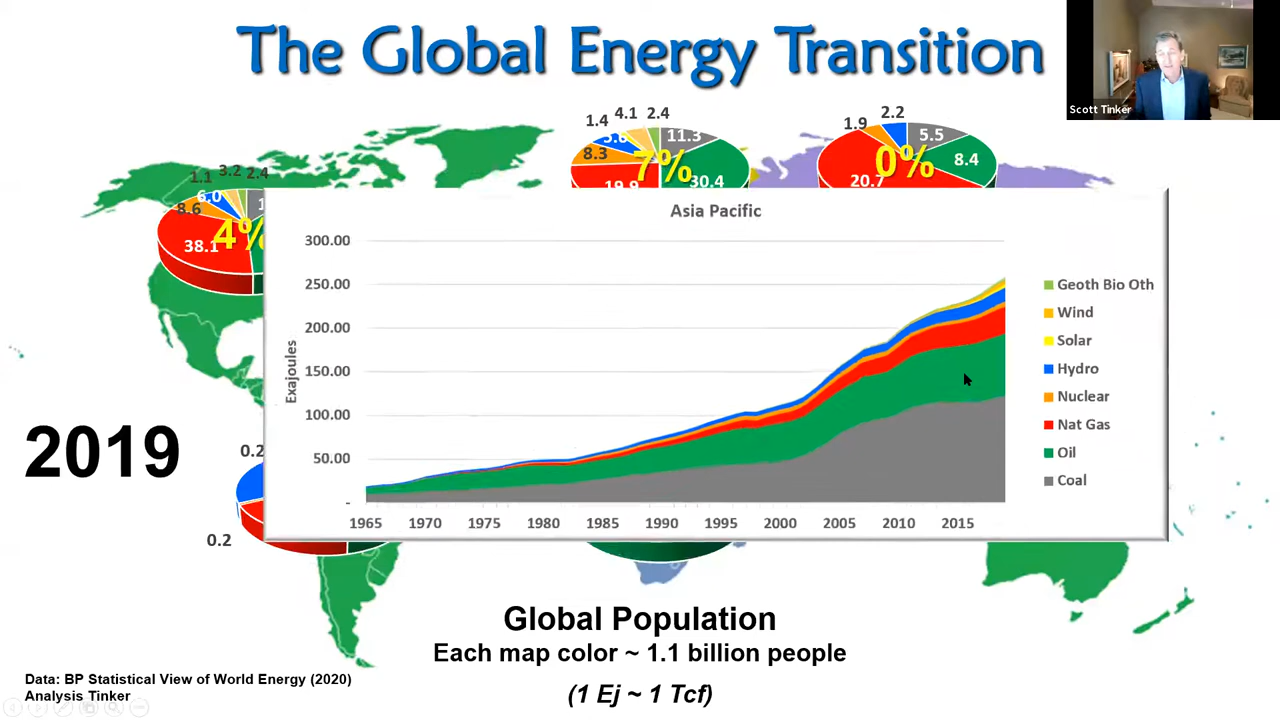 The Global Energy Transition
Scott Tinker
1.4 4.1 2.4
11.3
8.3
7%
19.9
30.4
2.2
1.9
5.5
0%
8.4
20.7
1.1 3.2 2.4
6.0
8.6
4%
38.1
Asia Pacific
300.00
250.00
200.00
150.00
100.00
50.00
-
Exajoules
1965 1970 1975 1980 1985 1990 1995 2000 2005 2010 2015
Geoth Bio Oth
Wind
Solar
Hydro
Nuclear
Nat Gas
Oil
Coal
2019
0.2
0.2
Global Population
Each map color ~ 1.1 billion people
(1 Ej ~ 1 Tcf)
Data: BP Statistical View of World Energy (2020)
Analysis Tinker